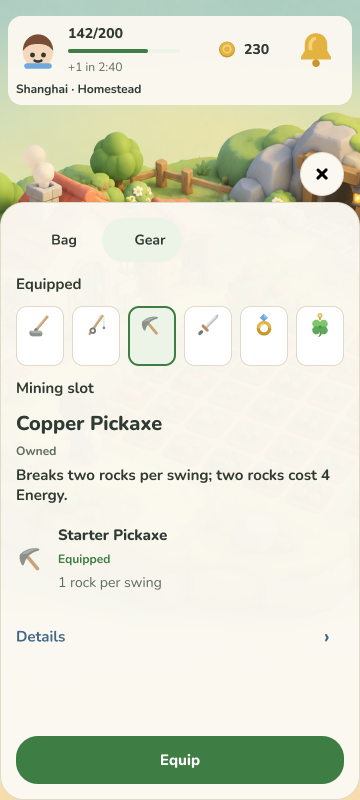 142/200
230
+1 in 2:40
Shanghai · Homestead
Bag
Gear
Equipped
Mining slot
Copper Pickaxe
Owned
Breaks two rocks per swing; two rocks cost 4
Energy.
Starter Pickaxe
Equipped
1 rock per swing
Details
Equip